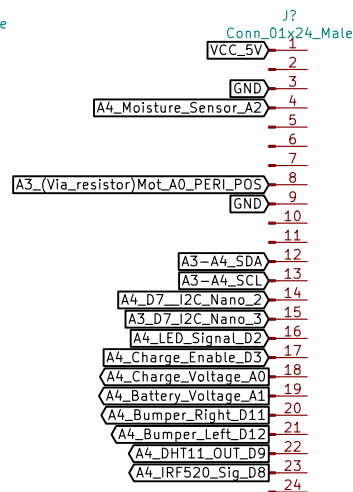 J?
Conn_01x24_Male
VCC_5V 1
2
GND 3
A4_Moisture_Sensor_A2 4
5
6
7
A3_(Via_resistor)Mot_A0_PERI_POS 8
GND 9
10
11
A3-A4_SDA 12
A3-A4_SCL 13
A4_D7__I2C_Nano_2 14
A3_D7_I2C_Nano_3 15
A4_LED_Signal_D2 16
A4_Charge_Enable_D3 17
A4_Charge_Voltage_A0 18
A4_Battery_Voltage_A1 19
A4_Bumper_Right_D11 20
A4_Bumper_Left_D12 21
A4_DHT11_OUT_D9 22
A4_IRF520_Sig_D8 23
24